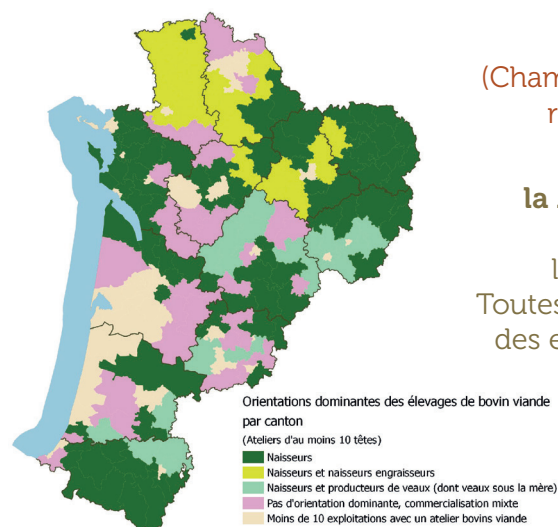 (Cham
r
la
l
Toutes
des e
Orientations dominantes des élevages de bovin viande
par canton
(Ateliers d'au moins 10 têtes)
Naisseurs
Naisseurs et naisseurs engraisseurs
Naisseurs et producteurs de veaux (dont veaux sous la mère)
Pas d'orientation dominante, commercialisation mixte
Moins de 10 exploitations avec un atelier bovins viande